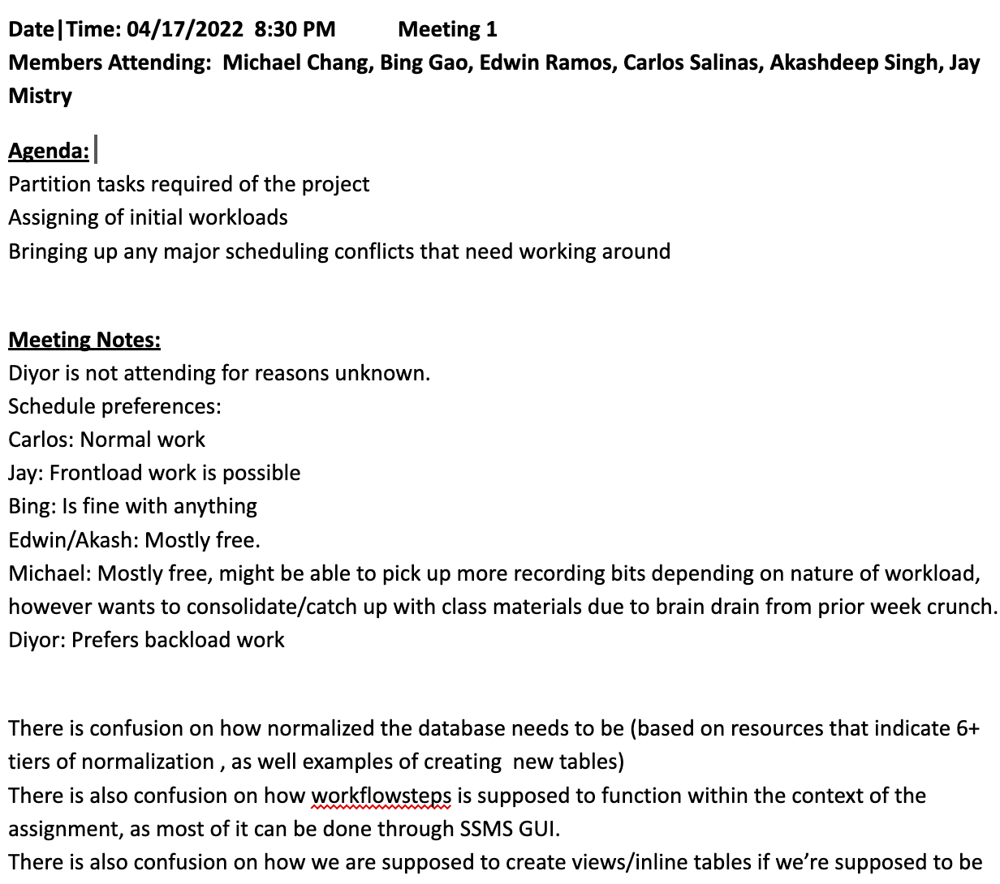 Date|Time: 04/17/2022  8:30 PM          Meeting 1
Members Attending:  Michael Chang, Bing Gao, Edwin Ramos, Carlos Salinas, Akashdeep Singh, Jay
Mistry
Agenda:
Partition tasks required of the project
Assigning of initial workloads
Bringing up any major scheduling conflicts that need working around
Meeting Notes:
Diyor is not attending for reasons unknown.
Schedule preferences:
Carlos: Normal work
Jay: Frontload work is possible
Bing: Is fine with anything
Edwin/Akash: Mostly free.
Michael: Mostly free, might be able to pick up more recording bits depending on nature of workload,
however wants to consolidate/catch up with class materials due to brain drain from prior week crunch.
Diyor: Prefers backload work
There is confusion on how normalized the database needs to be (based on resources that indicate 6+
tiers of normalization , as well examples of creating  new tables)
There is also confusion on how workflowsteps is supposed to function within the context of the
assignment, as most of it can be done through SSMS GUI.
There is also confusion on how we are supposed to create views/inline tables if we’re supposed to be